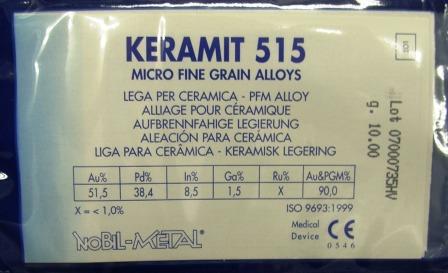 KERAMIT 515
MICRO FINE GRAIN ALLOYS
LEGA PER CERAMICA - PFM ALLOY
ALLIAGE POUR CÉRAMIQUE
AUFBRENNFAHIGE LEGIERUNG
ALEACIÓN PARA CERÁMICA
LIGA PARA CERÂMICA - KERAMISK LEGERING
Au% Pd% In% Ga% Ru% Au&PGM%
51,5 38,4 8,5 1,5 X 90,0
X = < 1,0%
ISO 9693:1999
NOBIL-METAL®
Medical
Device CE
0546
Lot 07000735HV
g. 10.00